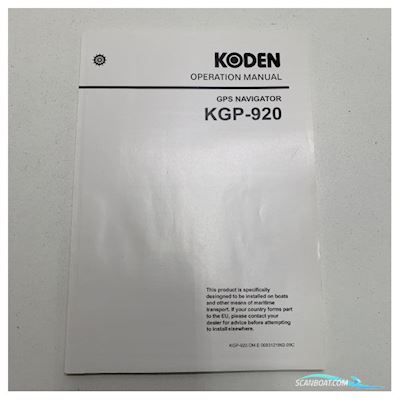 KODEN
OPERATION MANUAL
GPS NAVIGATOR
KGP-920
This product is specifically
designed to be installed on boats
and other means of maritime
transport. If your country forms part
to the EU, please contact your
dealer for advice before attempting
to install elsewhere.
SCANBOAT.COM